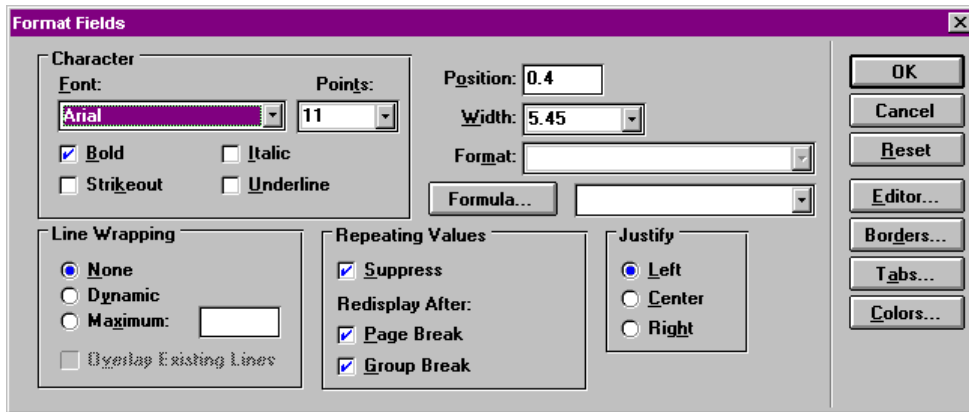 Format Fields
Character
Font:
Points:
Arial
11
Bold
Italic
Strikeout
Underline
Position: 0.4
Width: 5.45
Format:
Formula...
Line Wrapping
None
Dynamic
Maximum:
Overlap Existing Lines
Repeating Values
Suppress
Redisplay After:
Page Break
Group Break
Justify
Left
Center
Right
OK
Cancel
Reset
Editor...
Borders...
Tabs...
Colors...